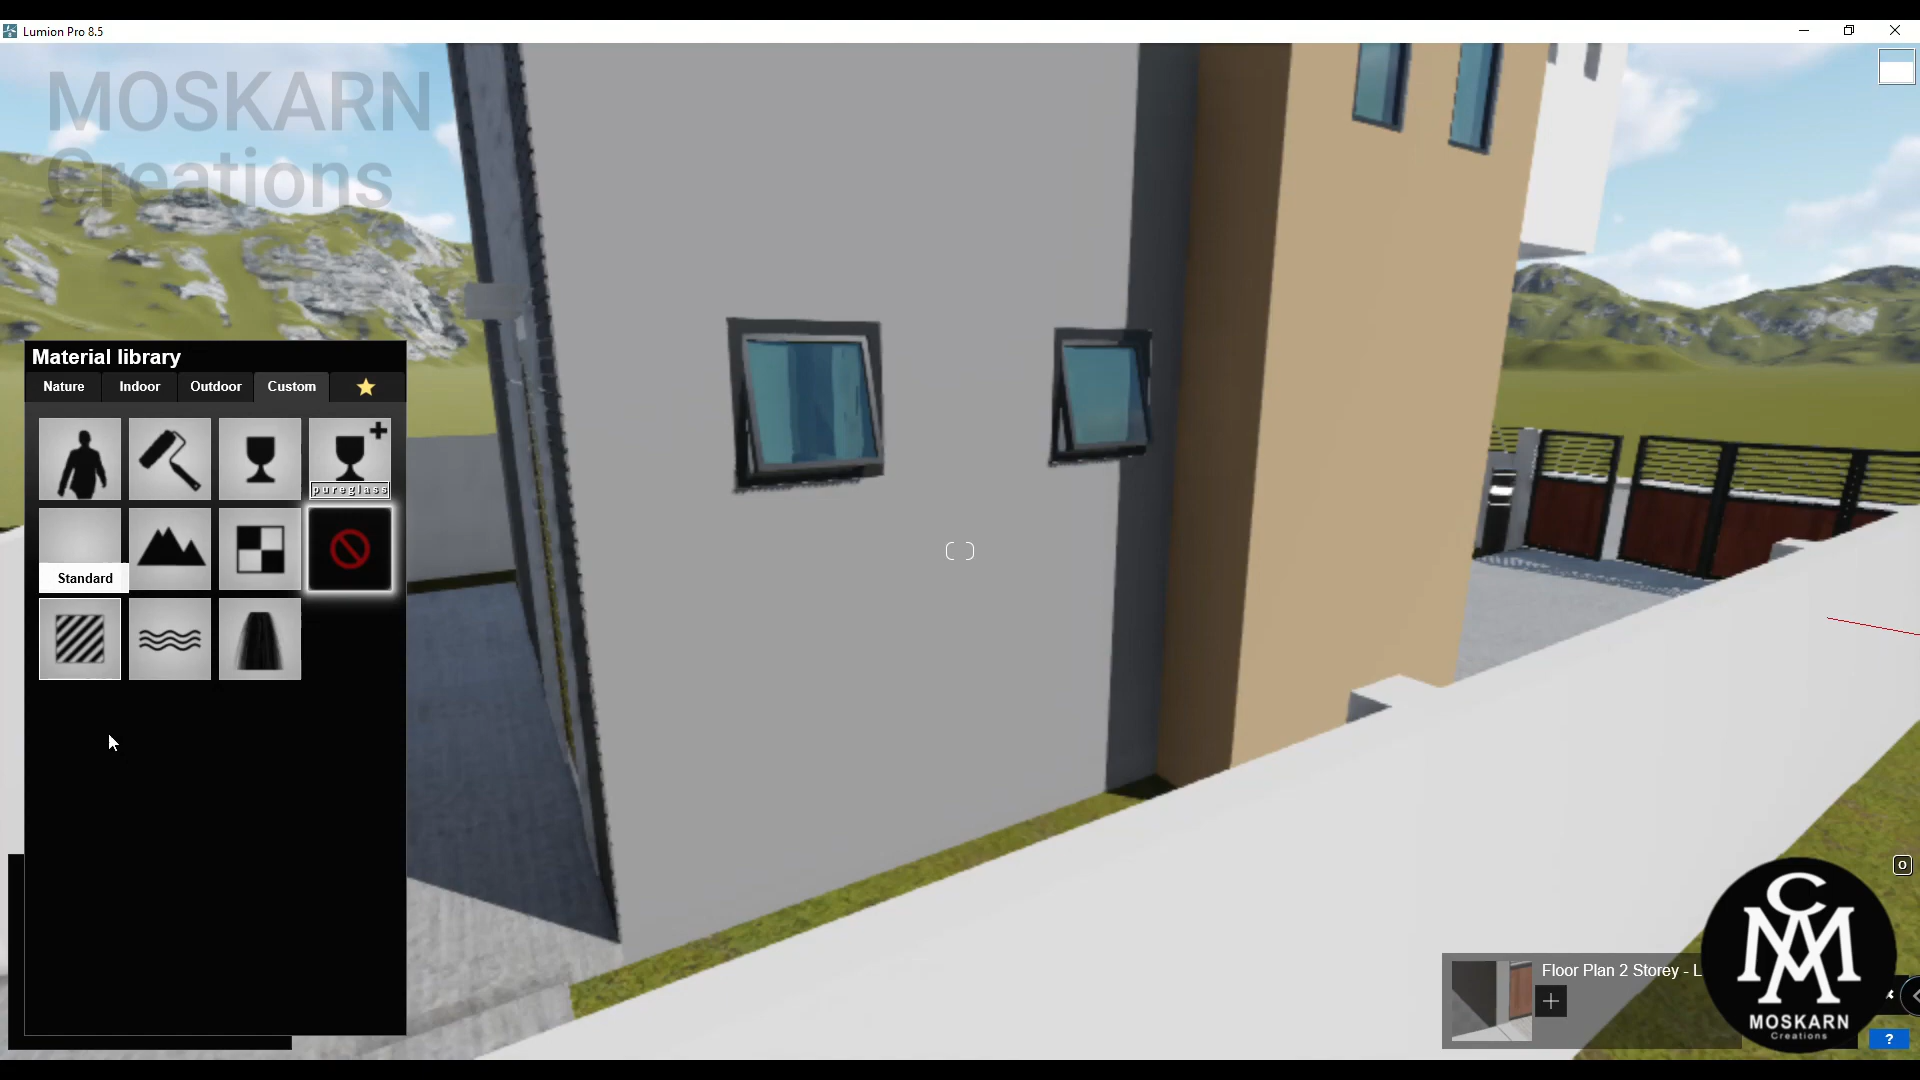 Lumion Pro 8.5
MOSKARN
Creations
Material library
Nature
Indoor
Outdoor
Custom
pureglass
Standard
O
Floor Plan 2 Storey - L
CM
MOSKARN
Creations
?